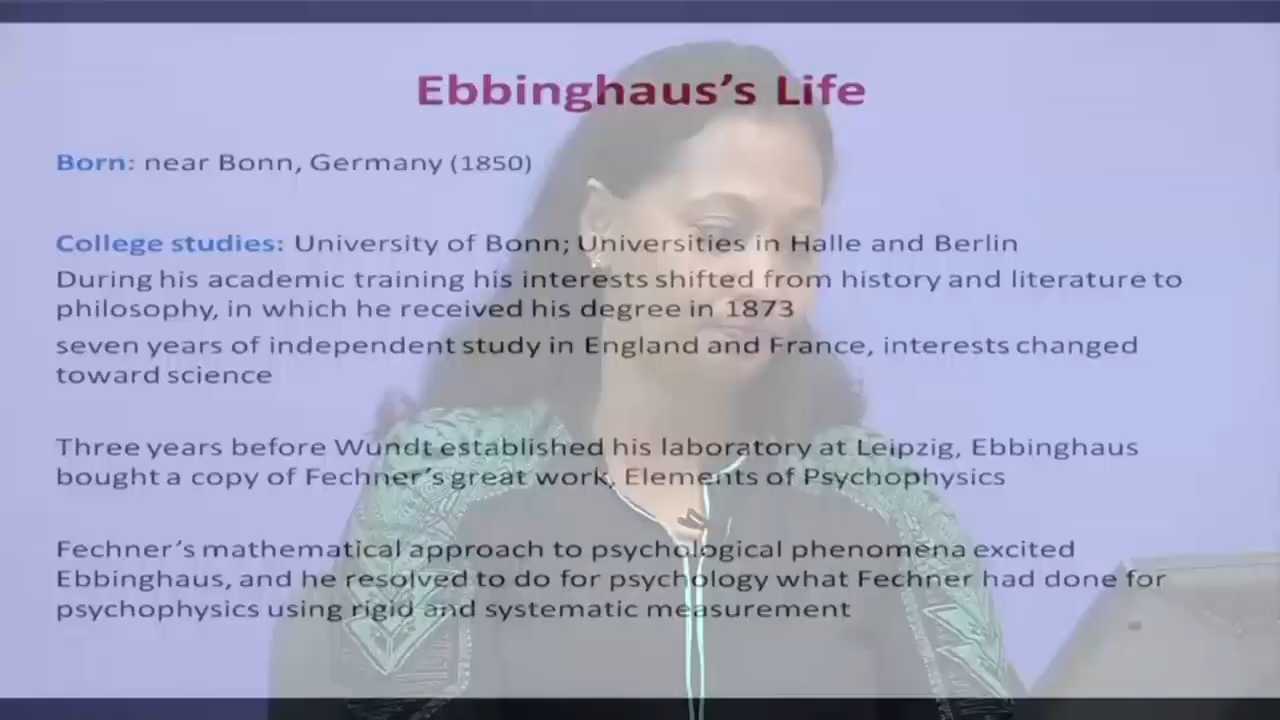 Ebbinghaus's Life
Born: near Bonn, Germany (1850)
College studies: University of Bonn; Universities in Halle and Berlin
During his academic training his interests shifted from history and literature to
philosophy, in which he received his degree in 1873
seven years of independent study in England and France, interests changed
toward science
Three years before Wundt established his laboratory at Leipzig, Ebbinghaus
bought a copy of Fechner's great work, Elements of Psychophysics
Fechner's mathematical approach to psychological phenomena excited
Ebbinghaus, and he resolved to do for psychology what Fechner had done for
psychophysics using rigid and systematic measurement